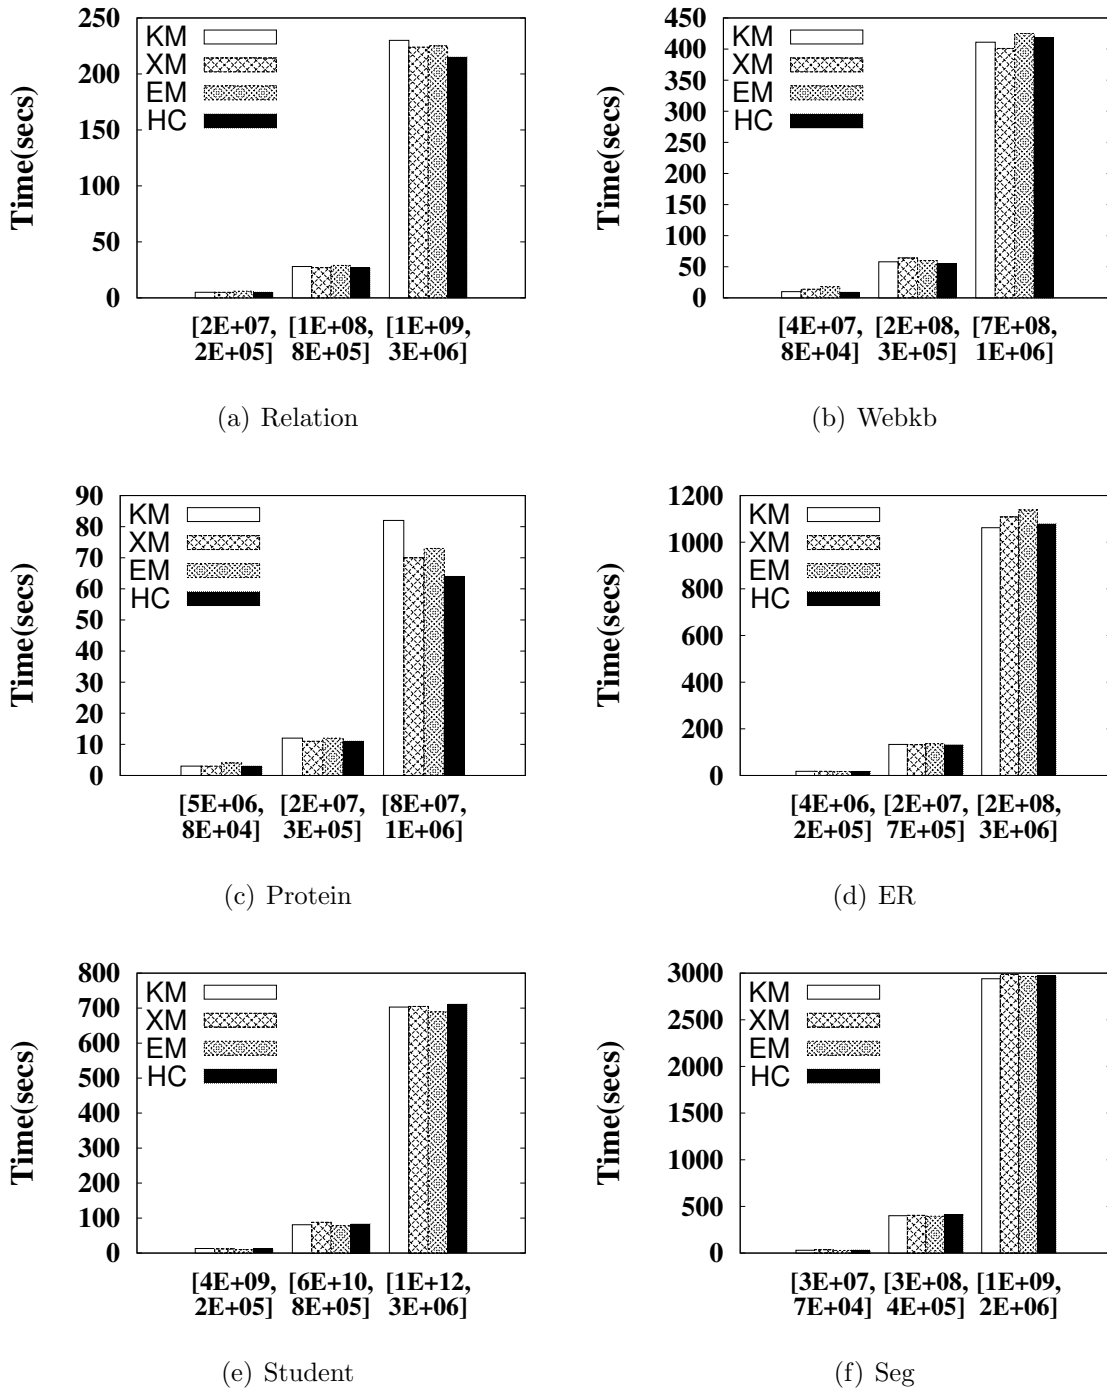 250
200
150
100
50
0
Time(secs)
KM
XM
EM
HC
[2E+07, [1E+08, [1E+09,
2E+05] 8E+05] 3E+06]
(a) Relation
450
400
350
300
250
200
150
100
50
0
Time(secs)
KM
XM
EM
HC
[4E+07, [2E+08, [7E+08,
8E+04] 3E+05] 1E+06]
(b) Webkb
90
80
70
60
50
40
30
20
10
0
Time(secs)
KM
XM
EM
HC
[5E+06, [2E+07, [8E+07,
8E+04] 3E+05] 1E+06]
(c) Protein
1200
1000
800
600
400
200
0
Time(secs)
KM
XM
EM
HC
[4E+06, [2E+07, [2E+08,
2E+05] 7E+05] 3E+06]
(d) ER
800
700
600
500
400
300
200
100
0
Time(secs)
KM
XM
EM
HC
[4E+09, [6E+10, [1E+12,
2E+05] 8E+05] 3E+06]
(e) Student
3000
2500
2000
1500
1000
500
0
Time(secs)
KM
XM
EM
HC
[3E+07, [3E+08, [1E+09,
7E+04] 4E+05] 2E+06]
(f) Seg